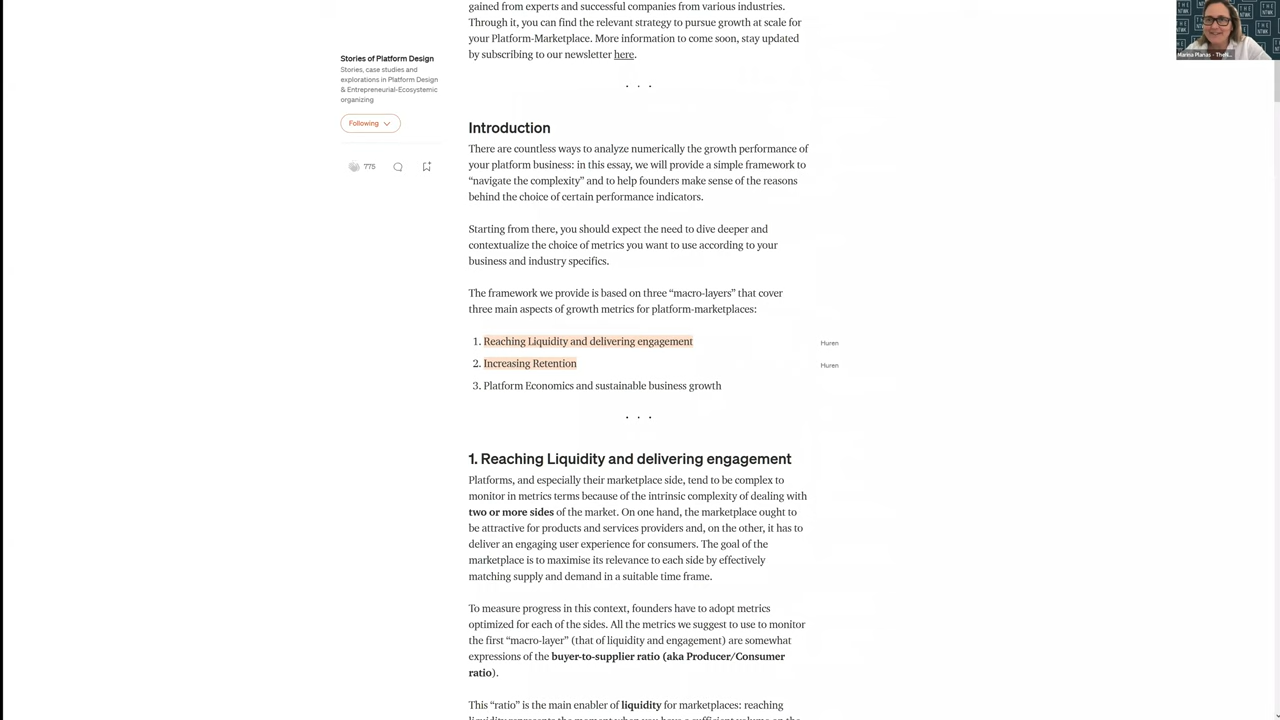 gained from experts and successful companies from various industries.
Through it, you can find the relevant strategy to pursue growth at scale for
your Platform-Marketplace. More information to come soon, stay updated
by subscribing to our newsletter here.
Stories of Platform Design
Stories, case studies and
explorations in Platform Design
& Entrepreneurial-Ecosystemic
organizing
Following
775
· · ·
Introduction
There are countless ways to analyze numerically the growth performance of
your platform business: in this essay, we will provide a simple framework to
“navigate the complexity” and to help founders make sense of the reasons
behind the choice of certain performance indicators.
Starting from there, you should expect the need to dive deeper and
contextualize the choice of metrics you want to use according to your
business and industry specifics.
The framework we provide is based on three “macro-layers” that cover
three main aspects of growth metrics for platform-marketplaces:
1. Reaching Liquidity and delivering engagement
Huren
2. Increasing Retention
Huren
3. Platform Economics and sustainable business growth
· · ·
1. Reaching Liquidity and delivering engagement
Platforms, and especially their marketplace side, tend to be complex to
monitor in metrics terms because of the intrinsic complexity of dealing with
two or more sides of the market. On one hand, the marketplace ought to
be attractive for products and services providers and, on the other, it has to
deliver an engaging user experience for consumers. The goal of the
marketplace is to maximise its relevance to each side by effectively
matching supply and demand in a suitable time frame.
To measure progress in this context, founders have to adopt metrics
optimized for each of the sides. All the metrics we suggest to use to monitor
the first “macro-layer” (that of liquidity and engagement) are somewhat
expressions of the buyer-to-supplier ratio (aka Producer/Consumer
ratio).
This “ratio” is the main enabler of liquidity for marketplaces: reaching
liquidity represents the moment when you have a sufficient volume on the
THE
NTWK